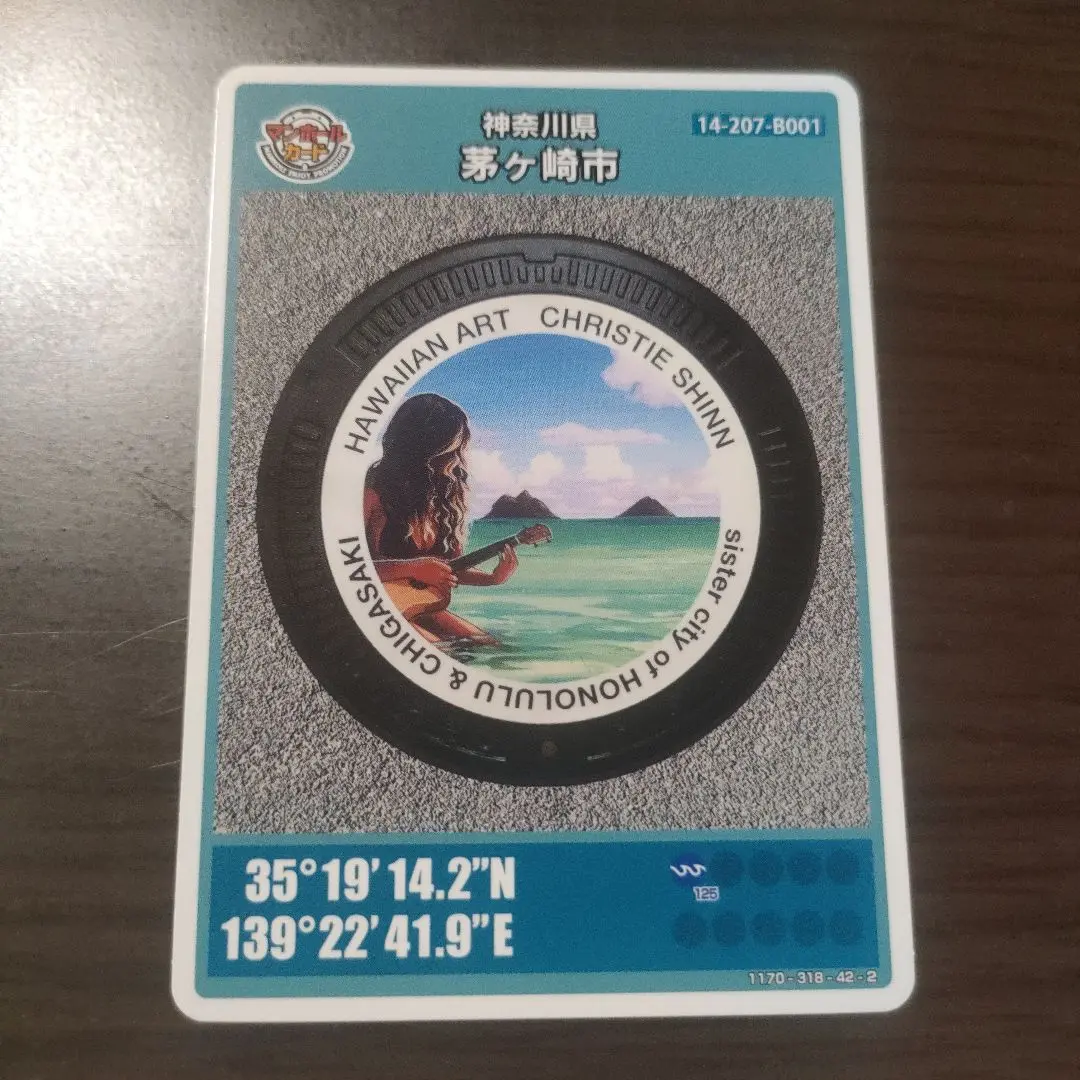 マンホール
カード
神奈川県
茅ヶ崎市
14-207-B001
HAWAIIAN ART CHRISTIE SHINN
sister city of HONOLULU & CHIGASAKI
35°19'14.2”N
139°22'41.9”E
125
1170-318-42-2